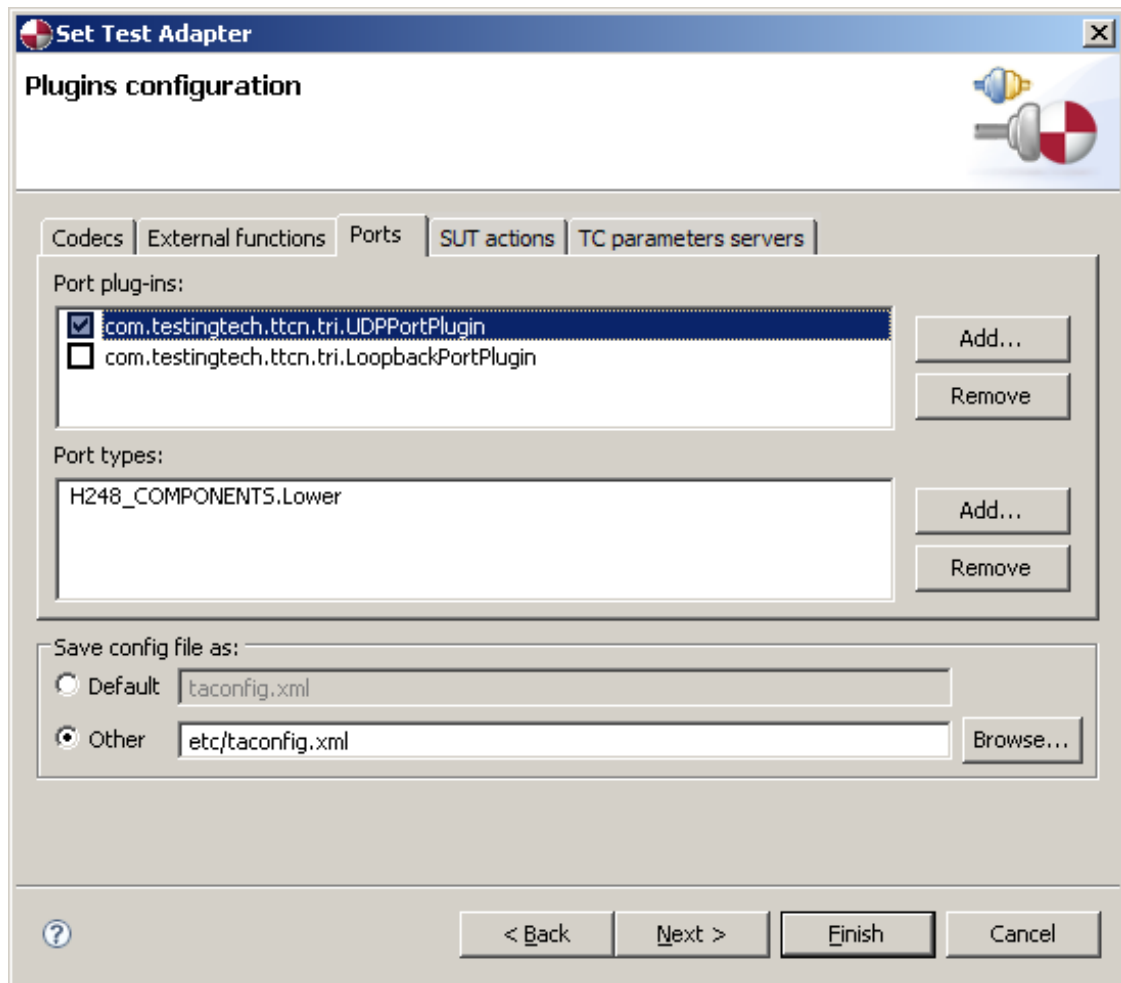 Set Test Adapter
Plugins configuration
Codecs External functions Ports SUT actions TC parameters servers
Port plug-ins:
com.testingtech.ttcn.tri.UDPPortPlugin
com.testingtech.ttcn.tri.LoopbackPortPlugin
Add...
Remove
Port types:
H248_COMPONENTS.Lower
Add...
Remove
Save config file as:
Default taconfig.xml
Other etc/taconfig.xml Browse...
? < Back Next > Finish Cancel